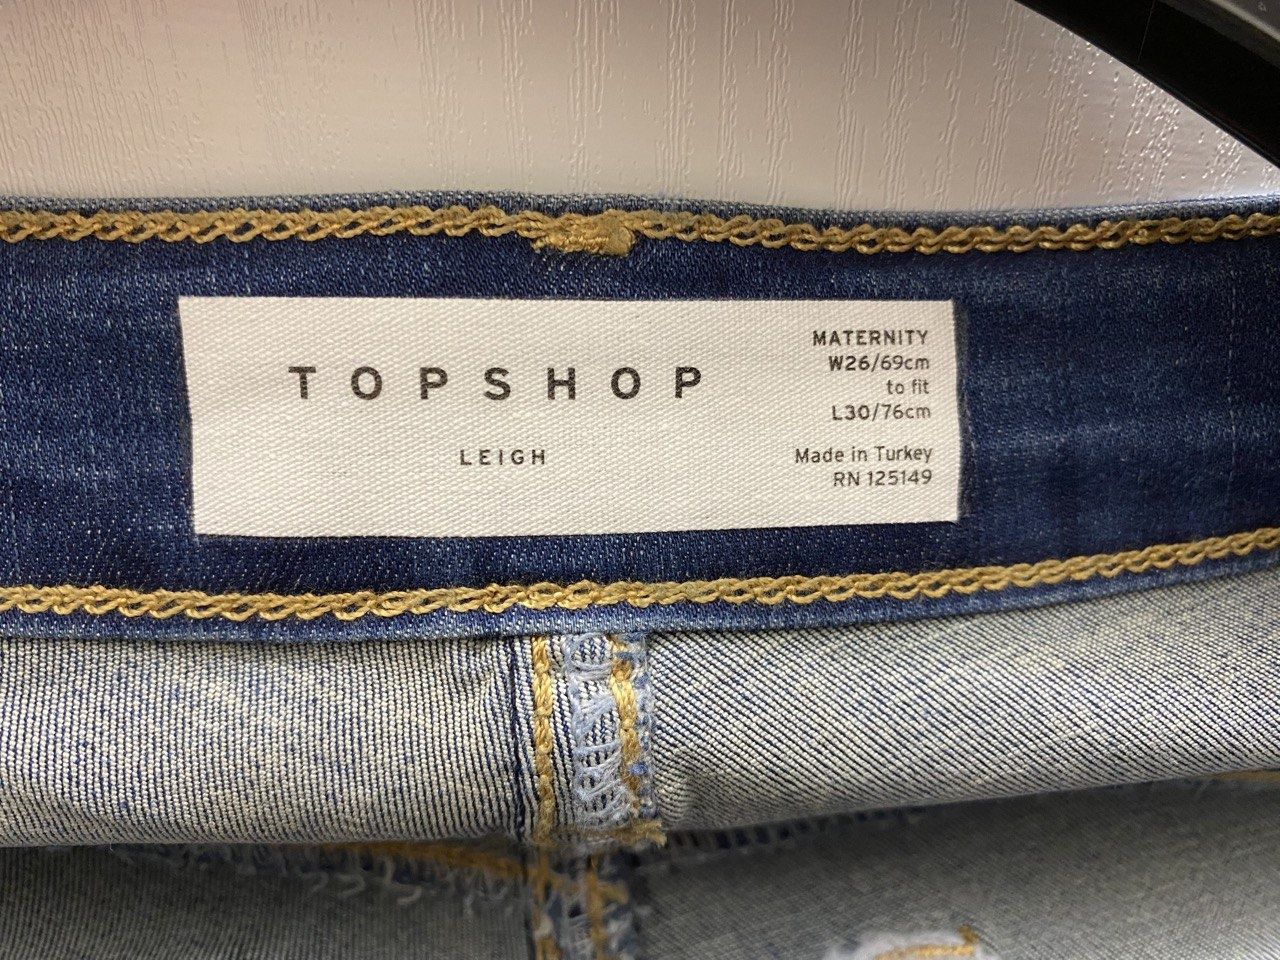 TOPSHOP
LEIGH
MATERNITY
W26/69cm
to fit
L30/76cm
Made in Turkey
RN 125149